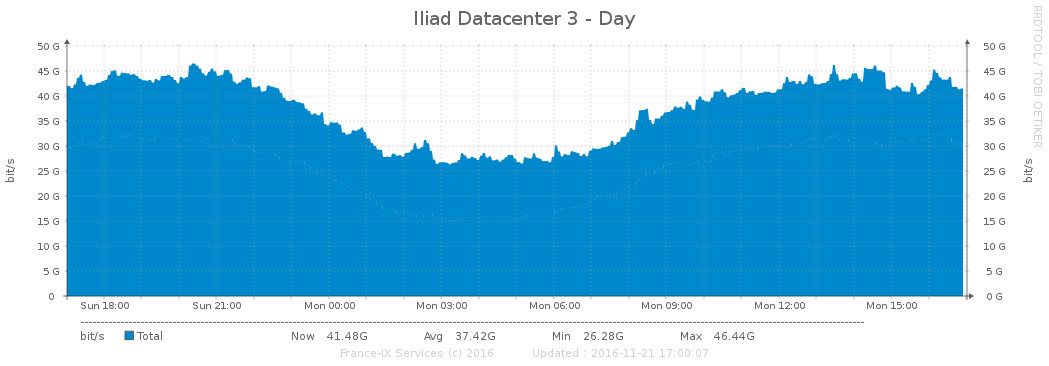 Iliad Datacenter 3 - Day
RRDTOOL / TOBI OETIKER
50 G 50 G
45 G 45 G
40 G 40 G
35 G 35 G
30 G 30 G
25 G 25 G
20 G 20 G
15 G 15 G
10 G 10 G
5 G 5 G
0 0 G
bit/s bit/s
Sun 18:00 Sun 21:00 Mon 00:00 Mon 03:00 Mon 06:00 Mon 09:00 Mon 12:00 Mon 15:00
bit/s Total Now 41.48G Avg 37.42G Min 26.28G Max 46.44G
France-IX Services (c) 2016 Updated : 2016-11-21 17:00:07